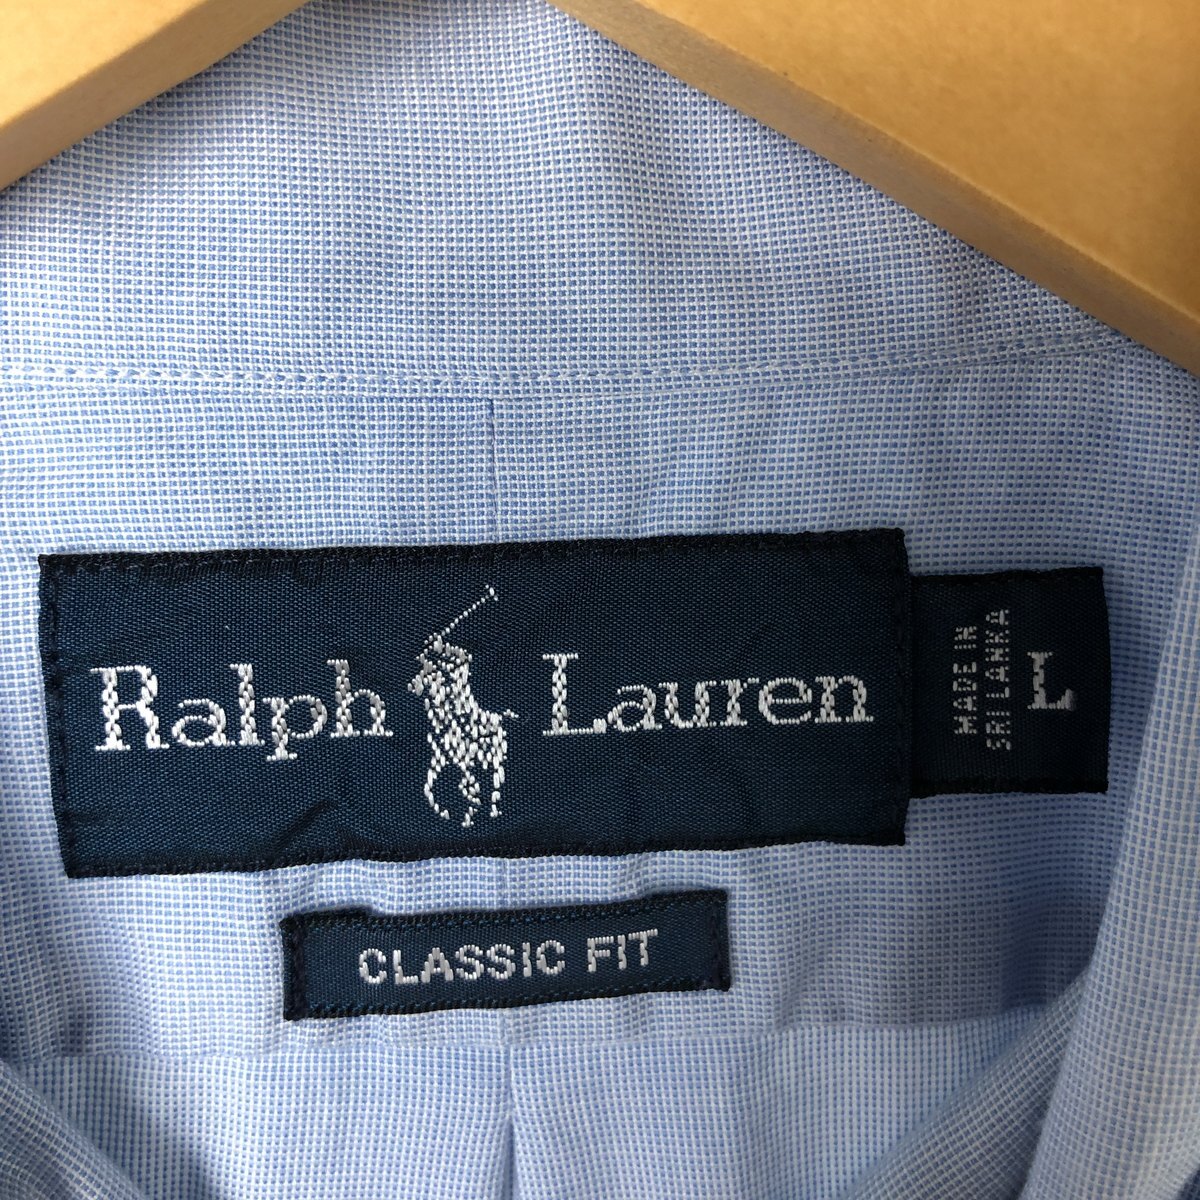 Ralph Lauren
MADE IN
SRI LANKA
L
CLASSIC FIT